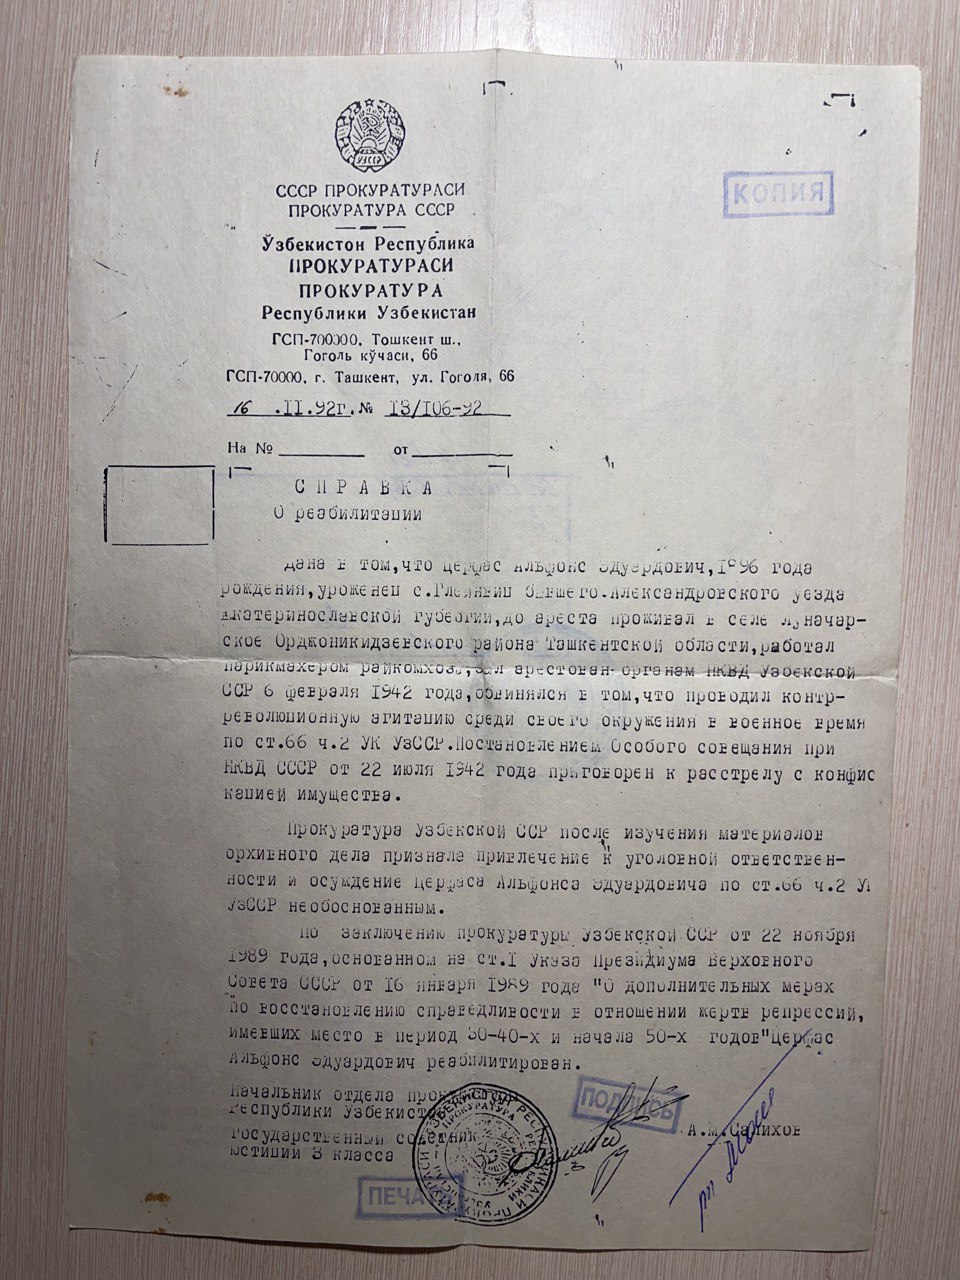 УзССР
СССР ПРОКУРАТУРАСИ
ПРОКУРАТУРА СССР
КОПИЯ
Ўзбекистон Республика
ПРОКУРАТУРАСИ
ПРОКУРАТУРА
Республики Узбекистан
ГСП-700000, Тошкент ш.,
Гоголь кўчаси, 66
ГСП-70000, г. Ташкент, ул. Гоголя, 66
16 .II.92г. № 13/106-92
На № от
СПРАВКА
О реабилитации
Дана в том,что Церфас Альфонс Эдуардович,1896 года
рождения,уроженец с. бывшего Александровского уезда
Екатеринославской губернии,до ареста проживал в селе Луначар-
ское Орджоникидзевского района Ташкентской области,работал
парикмахером райкомхоза, арестован органам НКВД Узбекской
ССР 6 февраля 1942 года,обвинялся в том,что проводил контр-
революционную агитацию среди своего окружения в военное время
по ст.66 ч.2 УК УзССР.Постановлением Особого совещания при
НКВД СССР от 22 июля 1942 года приговорен к расстрелу с конфис
кацией имущества.
Прокуратура Узбекской ССР после изучения материалов
архивного дела признала привлечение к уголовной ответствен-
ности и осуждение Церфаса Альфонса Эдуардовича по ст.66 ч.2 УК
УзССР необоснованным.
По заключению прокуратуры Узбекской ССР от 22 ноября
1989 года,основанном на ст.I Указа Президиума Верховного
Совета СССР от 16 января 1989 года "О дополнительных мерах
по восстановлению справедливости в отношении жертв репрессий,
имевших место в период 30-40-х и начала 50-х годов"Церфас
Альфонс Эдуардович реабилитирован.
Начальник отдела
Республики
ПОДПИСЬ
А.М.Салихов
Государственный советник
юстиции 3 класса
ПЕЧАТЬ